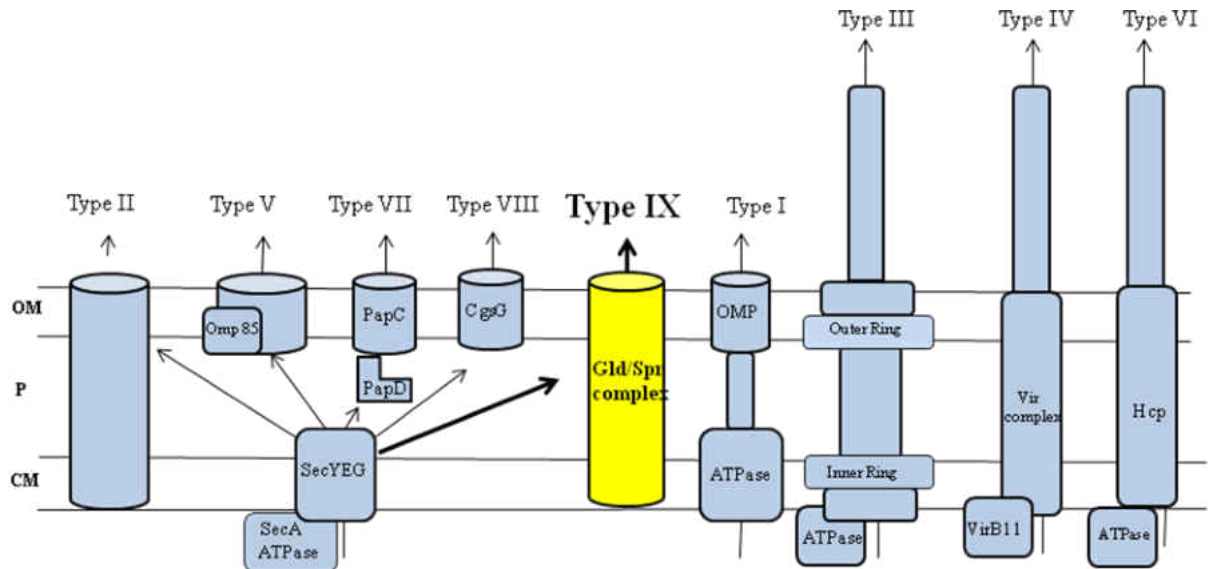 Type III
Type IV
Type VI
Type II
Type V
Type VII
Type VIII
Type IX
Type I
OM
Omp 85
PapC
CgsG
OMP
Outer Ring
P
PapD
Gld/Spr
complex
Vir
complex
Hcp
CM
SecYEG
ATPase
Inner Ring
SecA
ATPase
ATPase
VirB11
ATPase